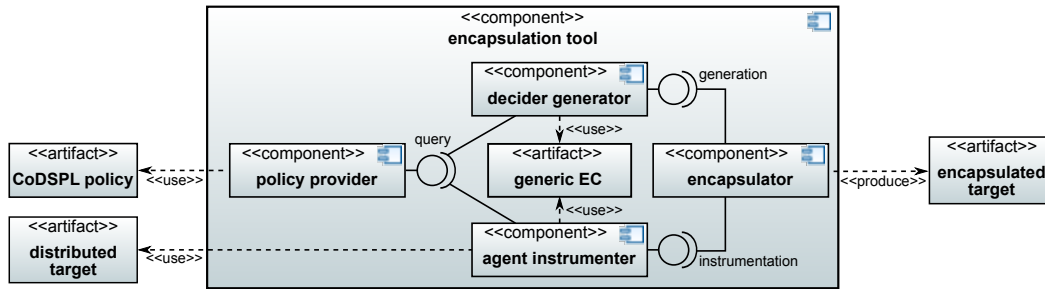 <<component>>
encapsulation tool
<<component>>
decider generator
generation
<<use>>
query
<<artifact>>
CoDSPL policy
<<use>>
<<component>>
policy provider
<<artifact>>
generic EC
<<component>>
encapsulator
<<produce>>
<<artifact>>
encapsulated
target
<<use>>
<<artifact>>
distributed
target
<<use>>
<<component>>
agent instrumenter
instrumentation